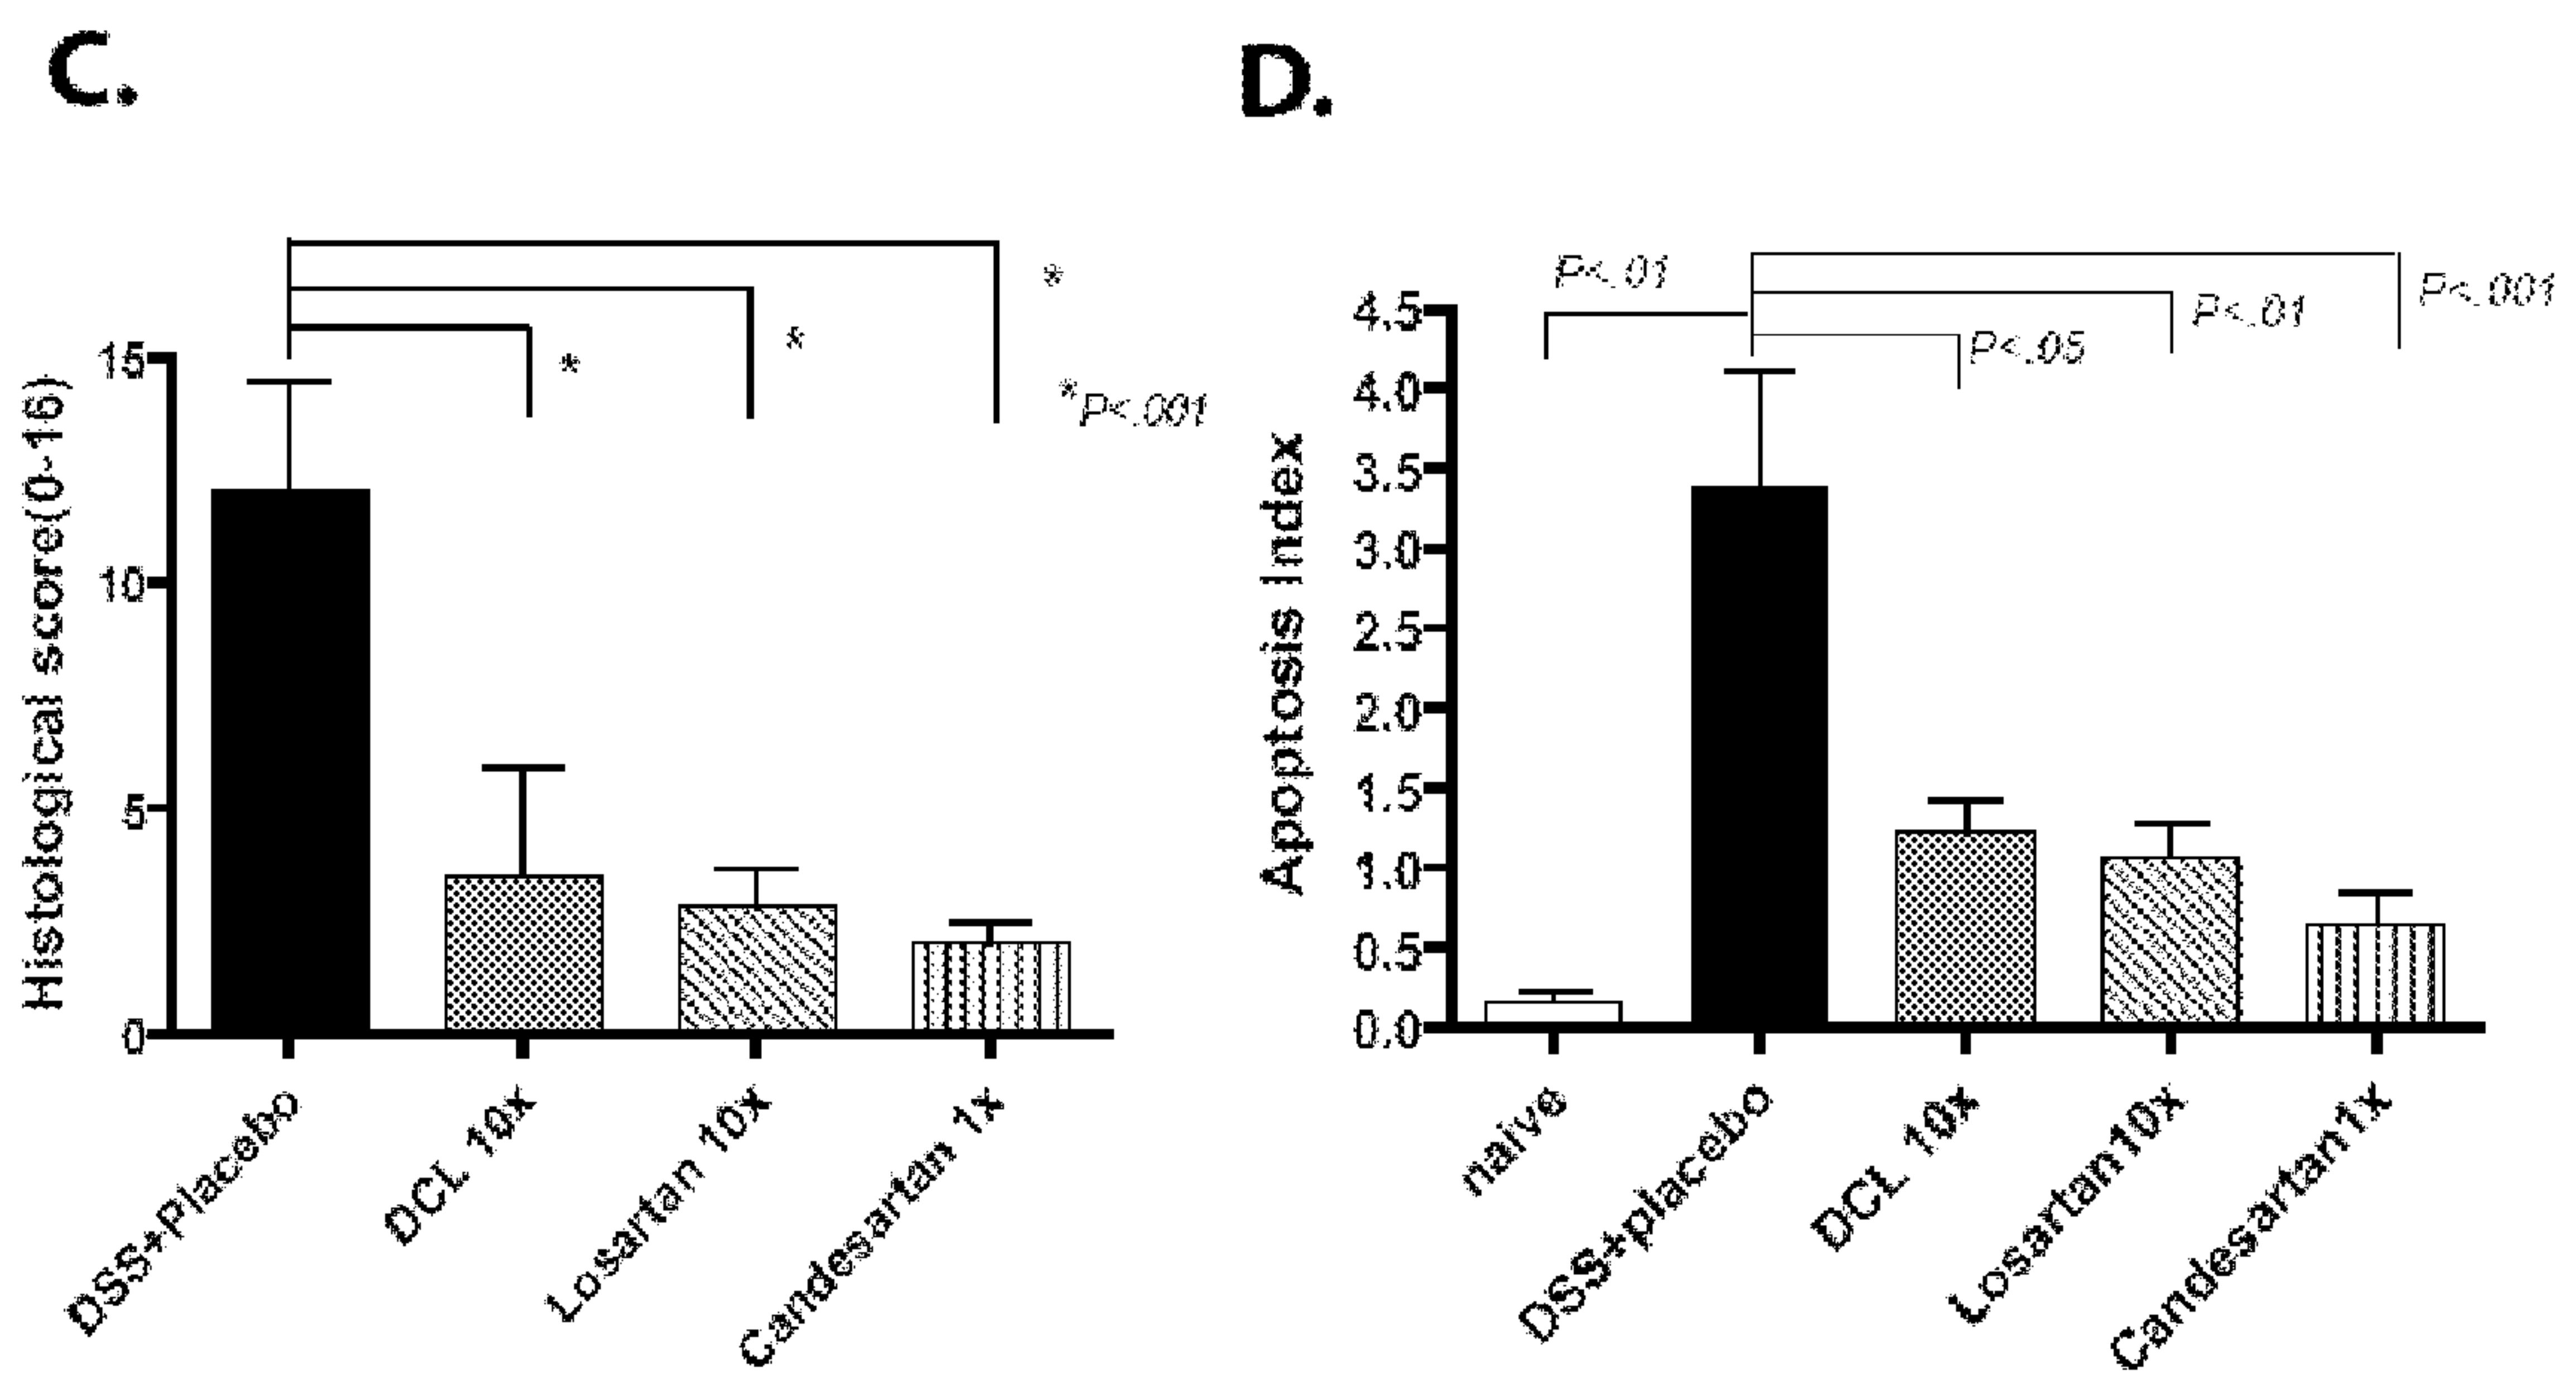 C.
*
*
*
*P<.001
15
10
5
0
Histological score(0-16)
DSS+Placebo
DCL 10x
Losartan 10x
Candesartan 1x
D.
P<.01
P<.001
P<.01
P<.05
4.5
4.0
3.5
3.0
2.5
2.0
1.5
1.0
0.5
0.0
Apoptosis Index
naive
DSS+placebo
DCL 10x
Losartan10x
Candesartan1x